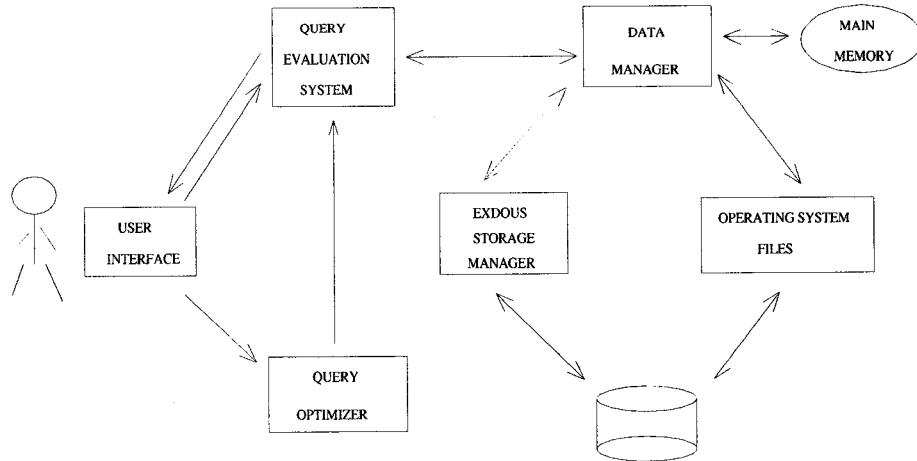 QUERY
EVALUATION
SYSTEM
DATA
MANAGER
MAIN
MEMORY
USER
INTERFACE
EXDOUS
STORAGE
MANAGER
OPERATING SYSTEM
FILES
QUERY
OPTIMIZER